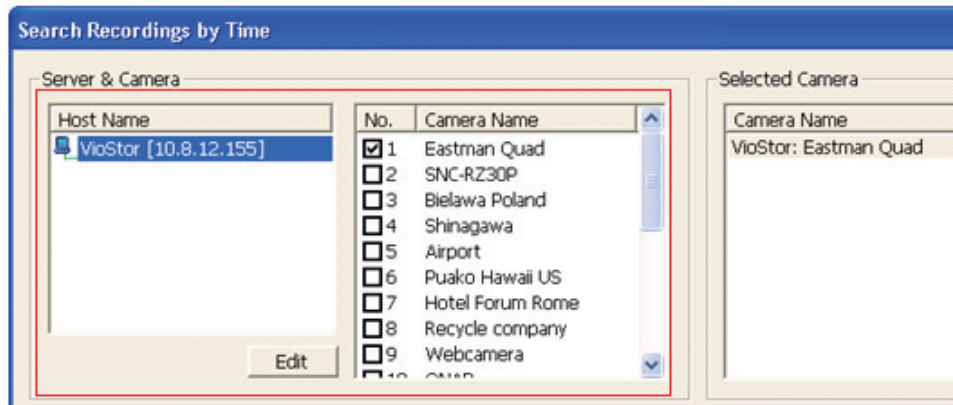 Search Recordings by Time
Server & Camera
Host Name
VioStor [10.8.12.155]
Edit
No. Camera Name
1 Eastman Quad
2 SNC-RZ30P
3 Bielawa Poland
4 Shinagawa
5 Airport
6 Puako Hawaii US
7 Hotel Forum Rome
8 Recycle company
9 Webcamera
Selected Camera
Camera Name
VioStor: Eastman Quad